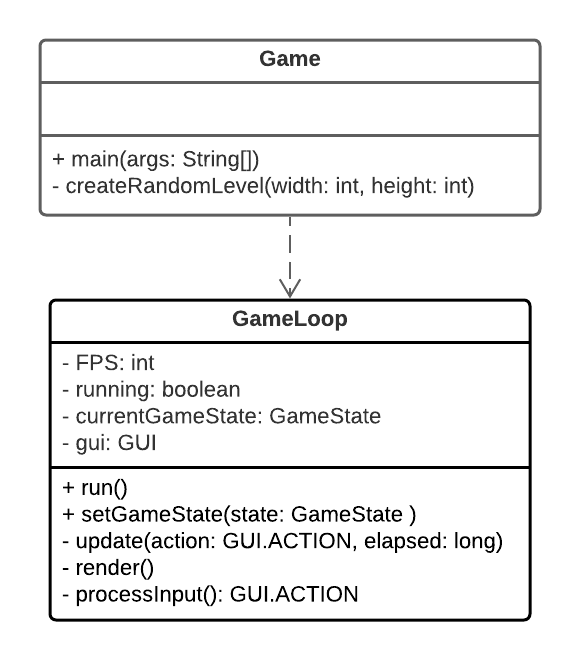 Game
+ main(args: String[])
- createRandomLevel(width: int, height: int)
GameLoop
- FPS: int
- running: boolean
- currentGameState: GameState
- gui: GUI
+ run()
+ setGameState(state: GameState )
- update(action: GUI.ACTION, elapsed: long)
- render()
- processInput(): GUI.ACTION